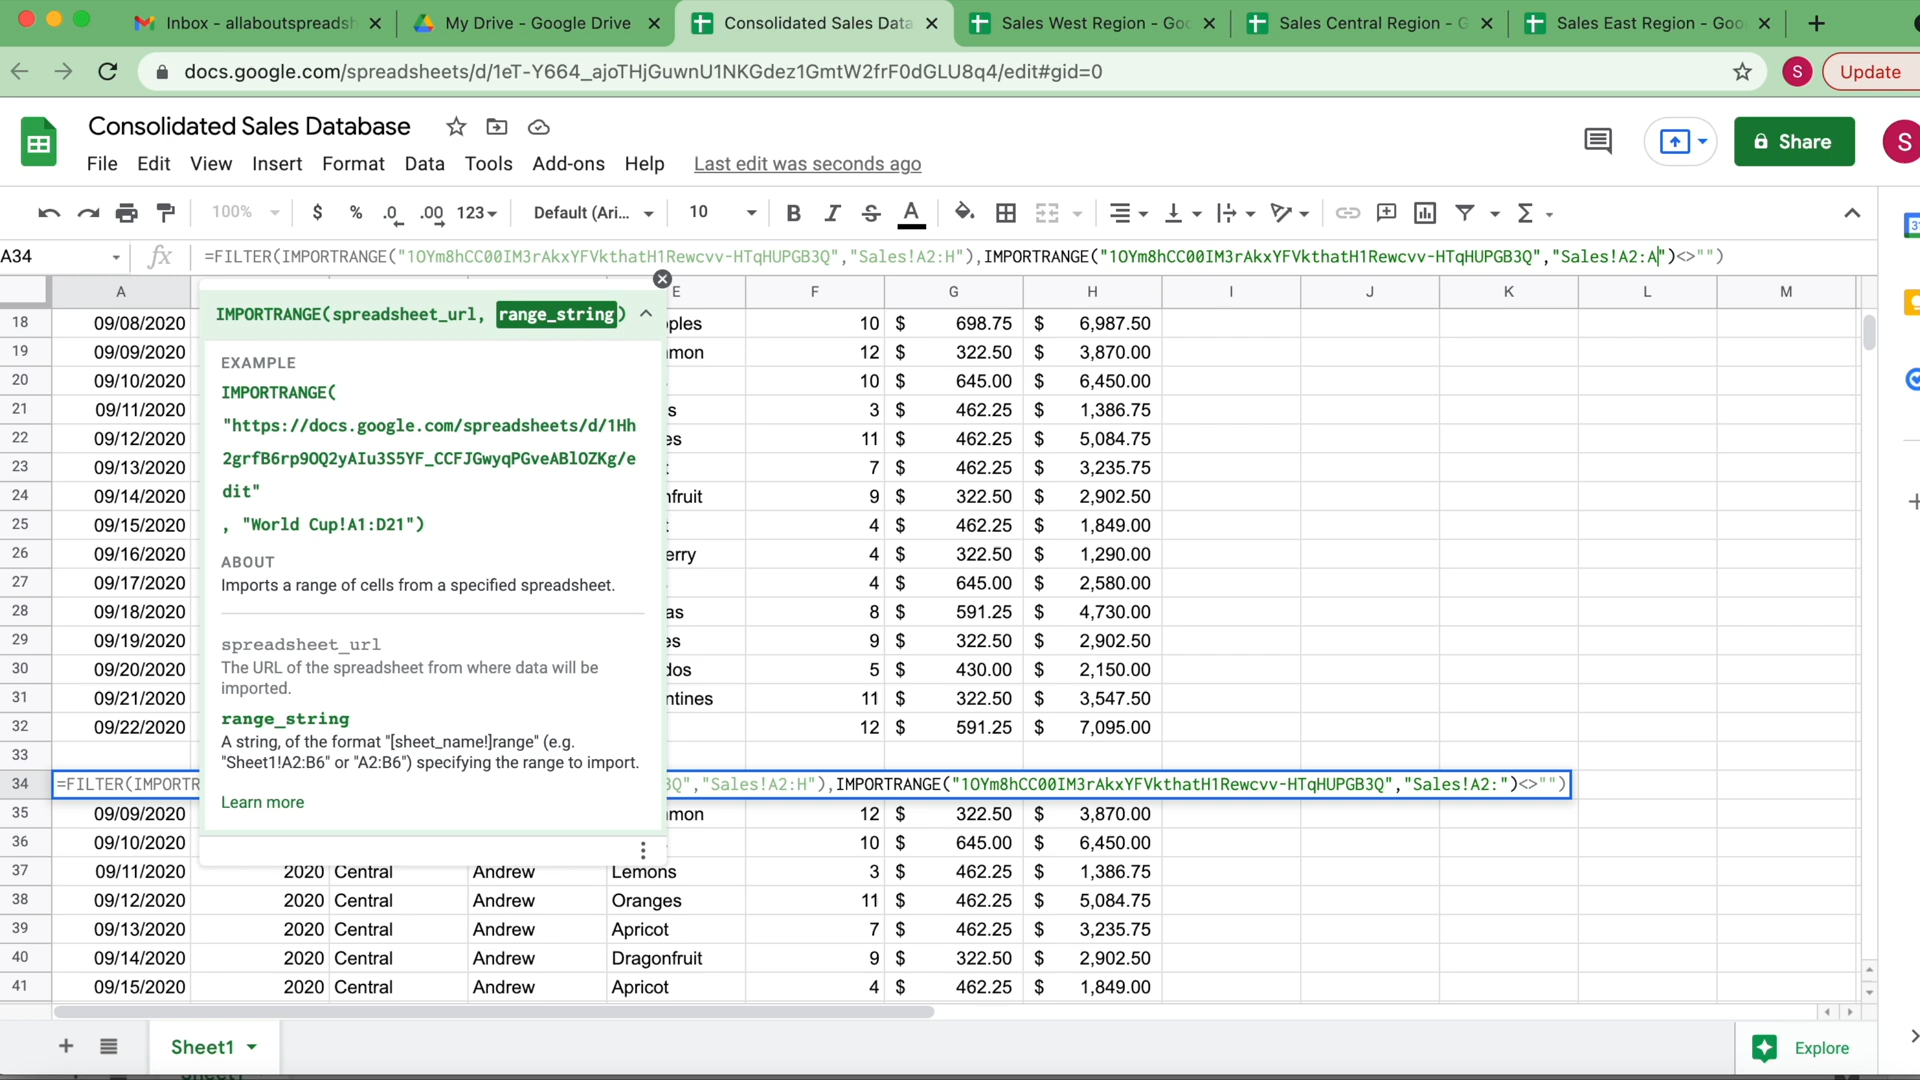 Inbox - allaboutspreadsh
My Drive - Google Drive
Consolidated Sales Data
Sales West Region - Goo
Sales Central Region - G
Sales East Region - Goo
docs.google.com/spreadsheets/d/1eT-Y664_ajoTHjGuwnU1NKGdez1GmtW2frF0dGLU8q4/edit#gid=0
S
Update
Consolidated Sales Database
File Edit View Insert Format Data Tools Add-ons Help Last edit was seconds ago
Share
S
100% $ % .0 .00 123 Default (Ari... 10 B I S A
A34 fx =FILTER(IMPORTRANGE("1OYm8hCC00IM3rAkxYFVkthatH1Rewcvv-HTqHUPGB3Q","Sales!A2:H"),IMPORTRANGE("1OYm8hCC00IM3rAkxYFVkthatH1Rewcvv-HTqHUPGB3Q","Sales!A2:A")<>"")
A E F G H I J K L M
18 09/08/2020 ples 10 $ 698.75 $ 6,987.50
19 09/09/2020 mon 12 $ 322.50 $ 3,870.00
20 09/10/2020 10 $ 645.00 $ 6,450.00
21 09/11/2020 s 3 $ 462.25 $ 1,386.75
22 09/12/2020 es 11 $ 462.25 $ 5,084.75
23 09/13/2020 t 7 $ 462.25 $ 3,235.75
24 09/14/2020 nfruit 9 $ 322.50 $ 2,902.50
25 09/15/2020 t 4 $ 462.25 $ 1,849.00
26 09/16/2020 erry 4 $ 322.50 $ 1,290.00
27 09/17/2020 4 $ 645.00 $ 2,580.00
28 09/18/2020 as 8 $ 591.25 $ 4,730.00
29 09/19/2020 es 9 $ 322.50 $ 2,902.50
30 09/20/2020 dos 5 $ 430.00 $ 2,150.00
31 09/21/2020 ntines 11 $ 322.50 $ 3,547.50
32 09/22/2020 12 $ 591.25 $ 7,095.00
33
34 =FILTER(IMPORTR 3Q","Sales!A2:H"),IMPORTRANGE("1OYm8hCC00IM3rAkxYFVkthatH1Rewcvv-HTqHUPGB3Q","Sales!A2:")<>"")
35 09/09/2020 mon 12 $ 322.50 $ 3,870.00
36 09/10/2020 10 $ 645.00 $ 6,450.00
37 09/11/2020 2020 Central Andrew Lemons 3 $ 462.25 $ 1,386.75
38 09/12/2020 2020 Central Andrew Oranges 11 $ 462.25 $ 5,084.75
39 09/13/2020 2020 Central Andrew Apricot 7 $ 462.25 $ 3,235.75
40 09/14/2020 2020 Central Andrew Dragonfruit 9 $ 322.50 $ 2,902.50
41 09/15/2020 2020 Central Andrew Apricot 4 $ 462.25 $ 1,849.00
IMPORTRANGE(spreadsheet_url, range_string)
EXAMPLE
IMPORTRANGE(
"https://docs.google.com/spreadsheets/d/1Hh
2grfB6rp9OQ2yAIu3S5YF_CCFJGwyqPGveABlOZKg/e
dit"
, "World Cup!A1:D21")
ABOUT
Imports a range of cells from a specified spreadsheet.
spreadsheet_url
The URL of the spreadsheet from where data will be
imported.
range_string
A string, of the format "[sheet_name!]range" (e.g.
"Sheet1!A2:B6" or "A2:B6") specifying the range to import.
Learn more
Sheet1
Explore